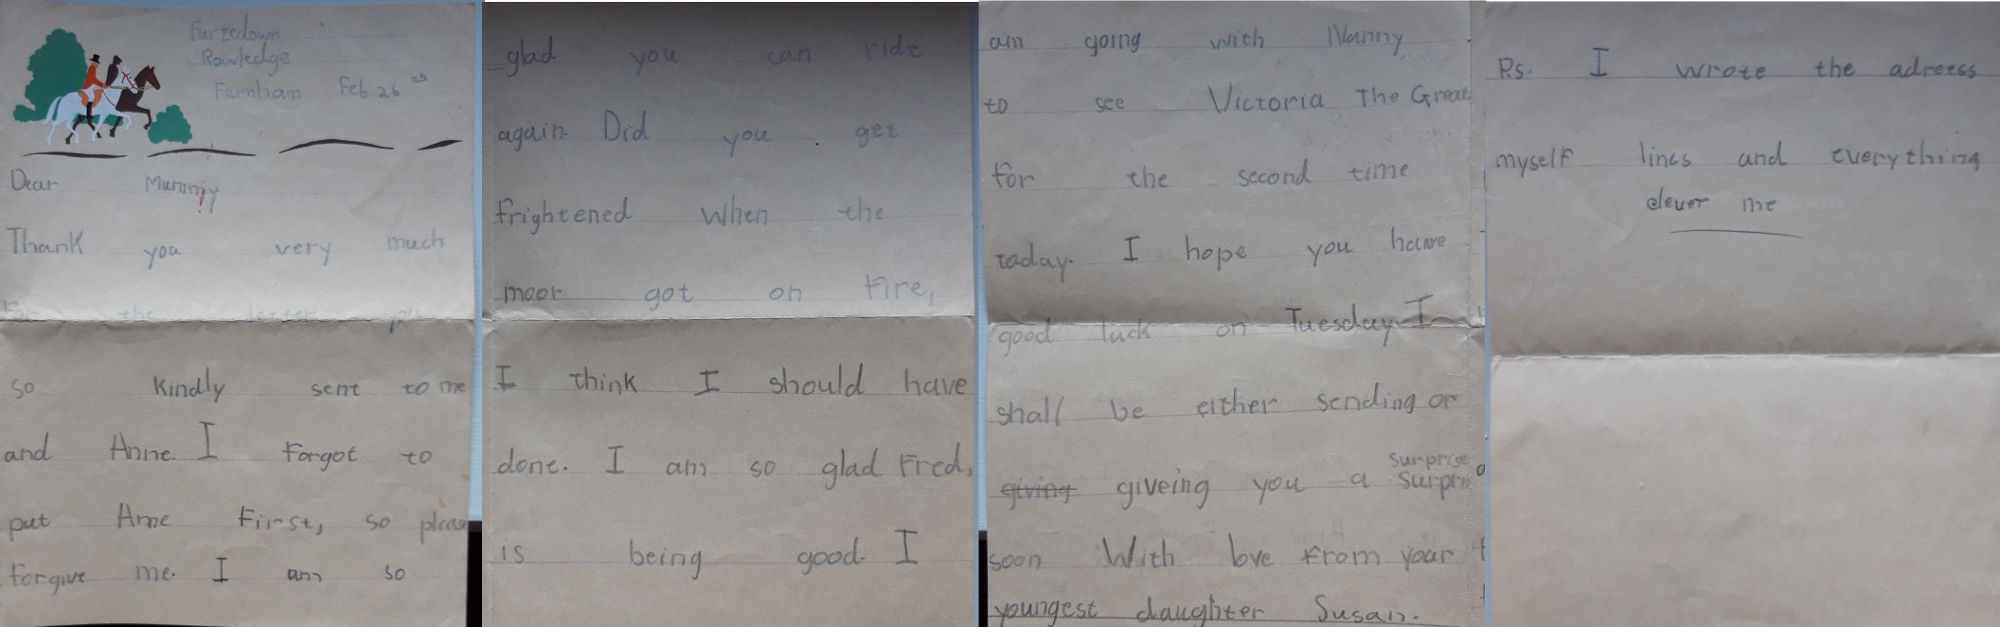 Furzedown
Rowledge
Farnham Feb 26th
Dear Mummy
Thank you very much
for the letter you
so kindly sent to me
and Anne. I forgot to
put Anne first, so please
forgive me. I am so
glad you can ride
again. Did you get
frightened when the
moor got on fire,
I think I should have
done. I am so glad Fred,
is being good. I
am going with Nanny
to see Victoria The Great
for the second time
today. I hope you have
good luck on Tuesday I
shall be either sending or
giving giveing you a surprise
soon With love from your
youngest daughter Susan.
Ps. I wrote the adreess
myself lines and everything
clever me